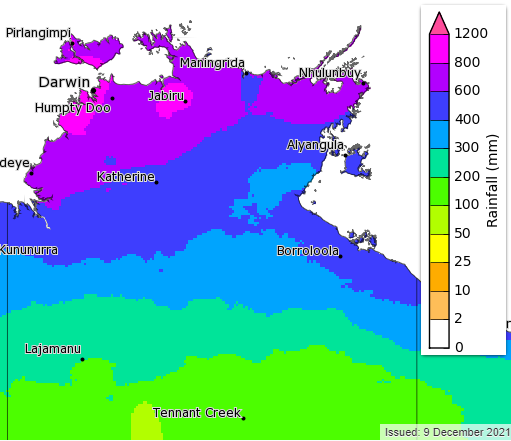 Pirlangimpi
Maningrida
Nhulunbuy
Darwin
Jabiru
Humpty Doo
Alyangula
deye
Katherine
Kununurra
Borroloola
Lajamanu
Tennant Creek
1200
800
600
400
300
200
100
50
25
10
2
0
Rainfall (mm)
r
Issued: 9 December 2021